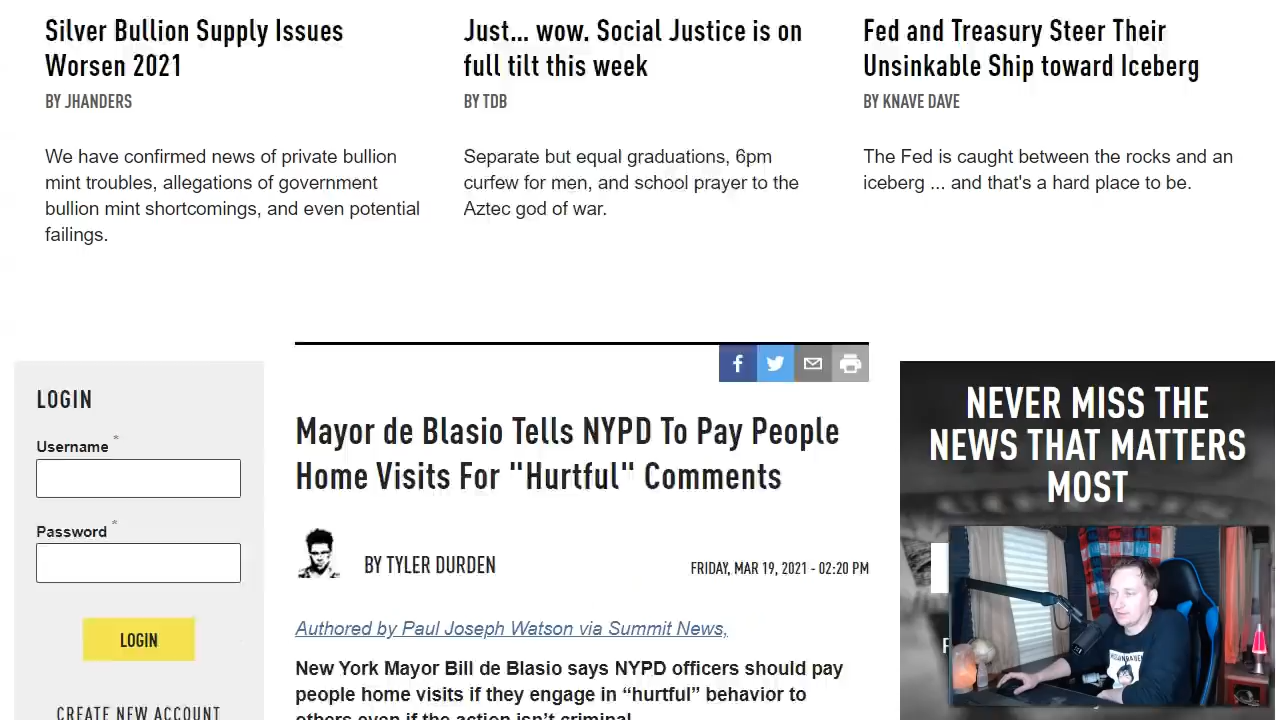 Silver Bullion Supply Issues
Worsen 2021
BY JHANDERS
We have confirmed news of private bullion
mint troubles, allegations of government
bullion mint shortcomings, and even potential
failings.
Just... wow. Social Justice is on
full tilt this week
BY TDB
Separate but equal graduations, 6pm
curfew for men, and school prayer to the
Aztec god of war.
Fed and Treasury Steer Their
Unsinkable Ship toward Iceberg
BY KNAVE DAVE
The Fed is caught between the rocks and an
iceberg ... and that's a hard place to be.
LOGIN
Username *
Password *
LOGIN
CREATE NEW ACCOUNT
Mayor de Blasio Tells NYPD To Pay People
Home Visits For "Hurtful" Comments
BY TYLER DURDEN
FRIDAY, MAR 19, 2021 - 02:20 PM
Authored by Paul Joseph Watson via Summit News,
New York Mayor Bill de Blasio says NYPD officers should pay
people home visits if they engage in “hurtful” behavior to
others even if the action isn't criminal.
NEVER MISS THE
NEWS THAT MATTERS
MOST